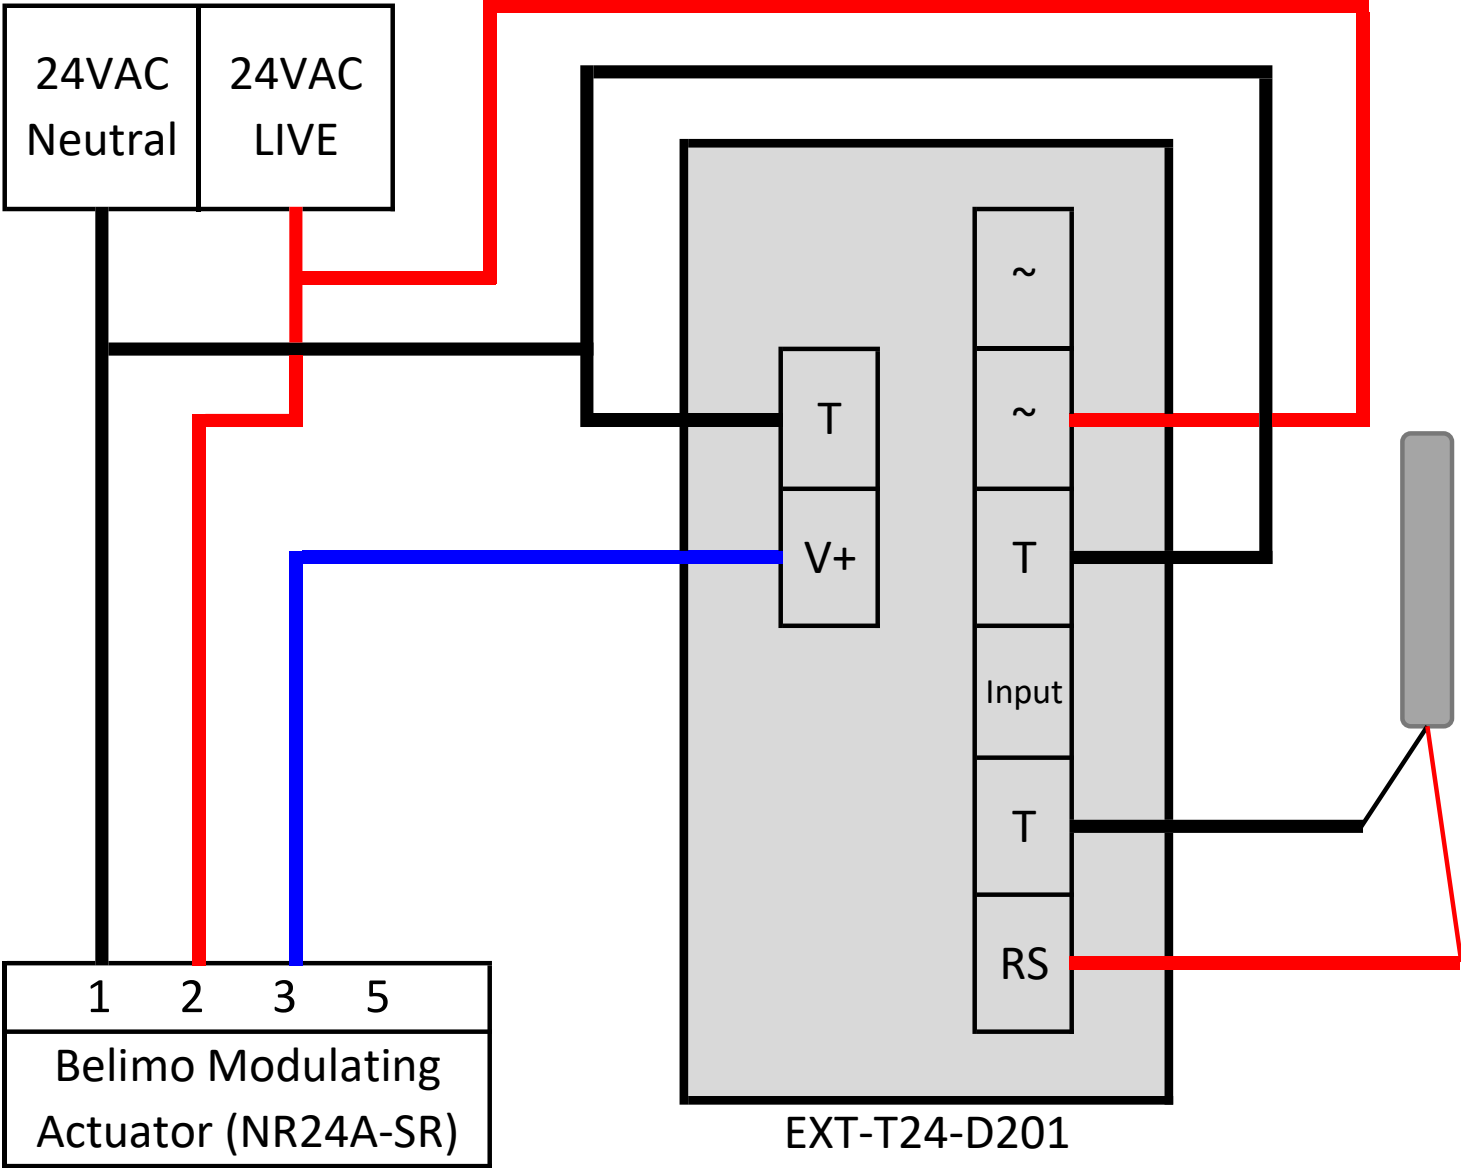 24VAC
Neutral
24VAC
LIVE
~
~
T
T
V+
T
Input
T
RS
1 2 3 5
Belimo Modulating
Actuator (NR24A-SR)
EXT-T24-D201